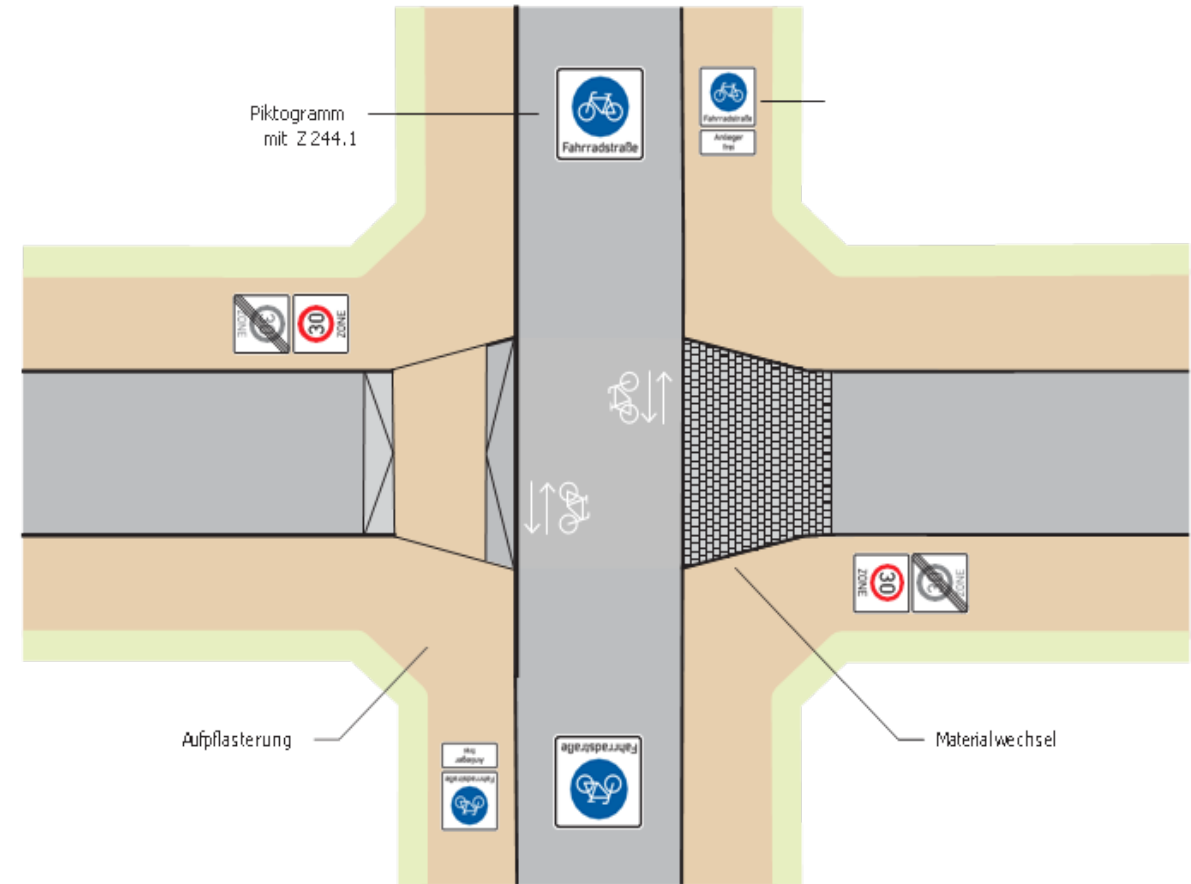 Piktogramm
mit Z 244.1
Fahrradstraße
Fahrradstraße
Anlieger
frei
30
ZONE
30
ZONE
30
ZONE
30
ZONE
Aufpflasterung
Materialwechsel
Anlieger
frei
Fahrradstraße
Fahrradstraße